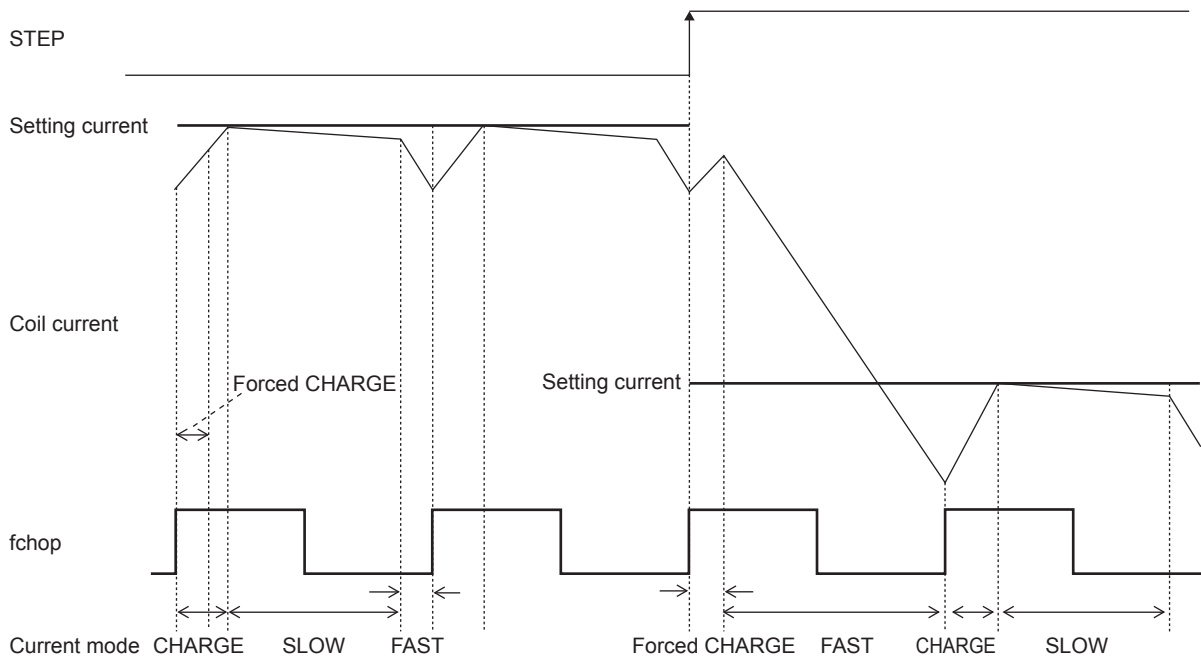 STEP
Setting current
Coil current
Forced CHARGE
Setting current
fchop
Current mode CHARGE SLOW FAST Forced CHARGE FAST CHARGE SLOW